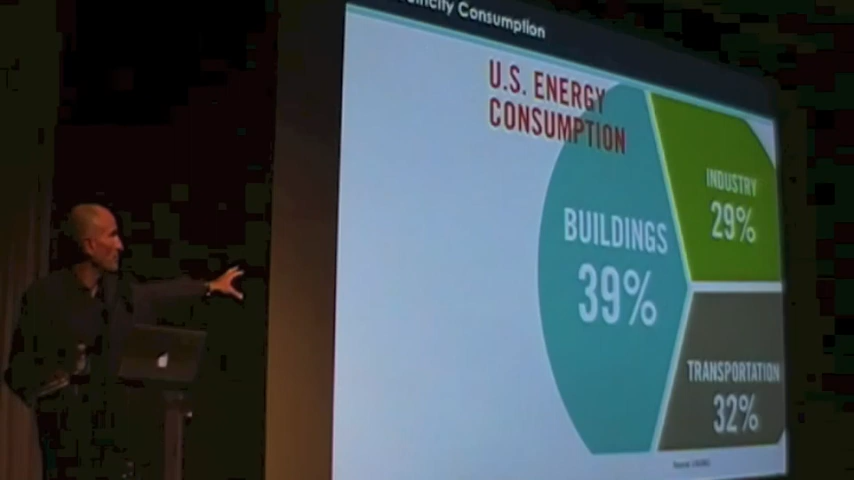 Consumption
U.S. ENERGY
CONSUMPTION
INDUSTRY
29%
BUILDINGS
39%
TRANSPORTATION
32%